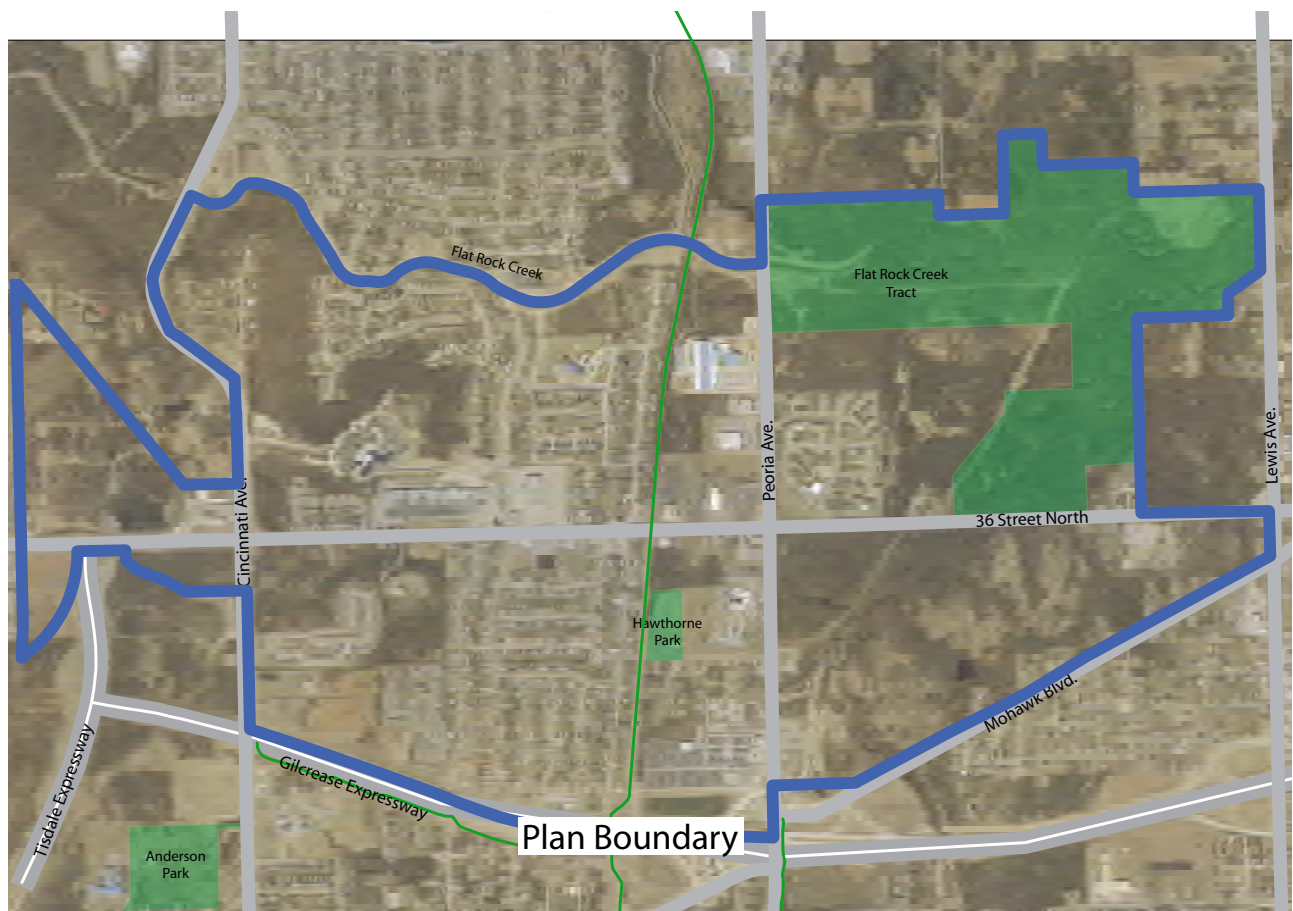 Flat Rock Creek
Flat Rock Creek
Tract
Peoria Ave.
Lewis Ave.
Cincinnati Ave.
36 Street North
Hawthorne
Park
Mohawk Blvd.
Tisdale Expressway
Gilcrease Expressway
Plan Boundary
Anderson
Park